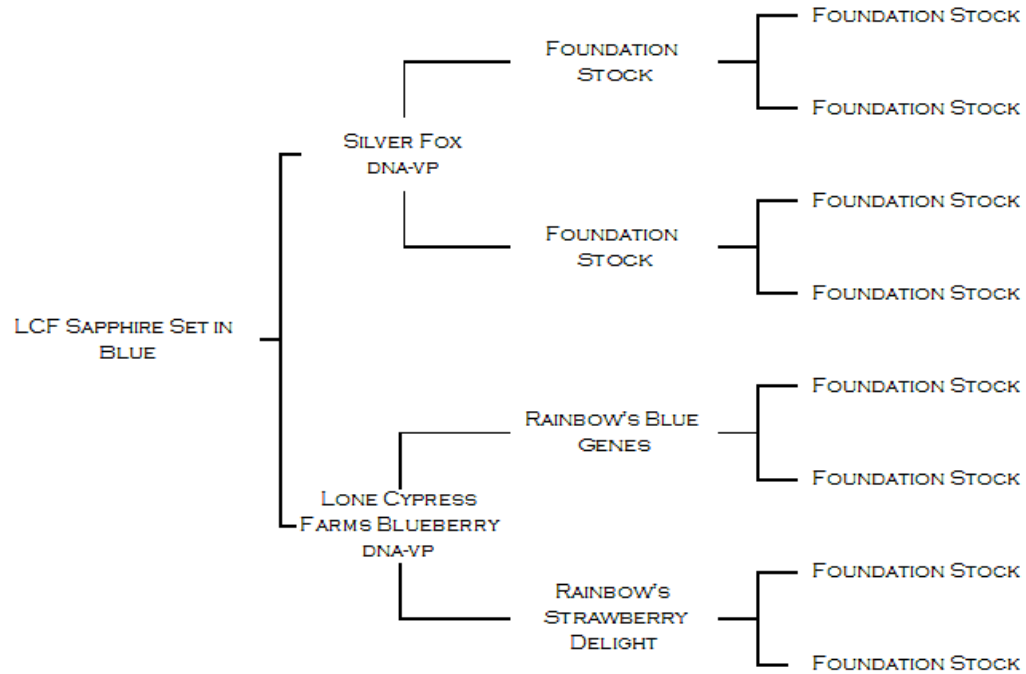 Foundation Stock
Foundation
Stock
Foundation Stock
Silver Fox
DNA-VP
Foundation Stock
Foundation
Stock
Foundation Stock
LCF Sapphire Set in
Blue
Foundation Stock
Rainbow's Blue
Genes
Foundation Stock
Lone Cypress
Farms Blueberry
DNA-VP
Foundation Stock
Rainbow's
Strawberry
Delight
Foundation Stock